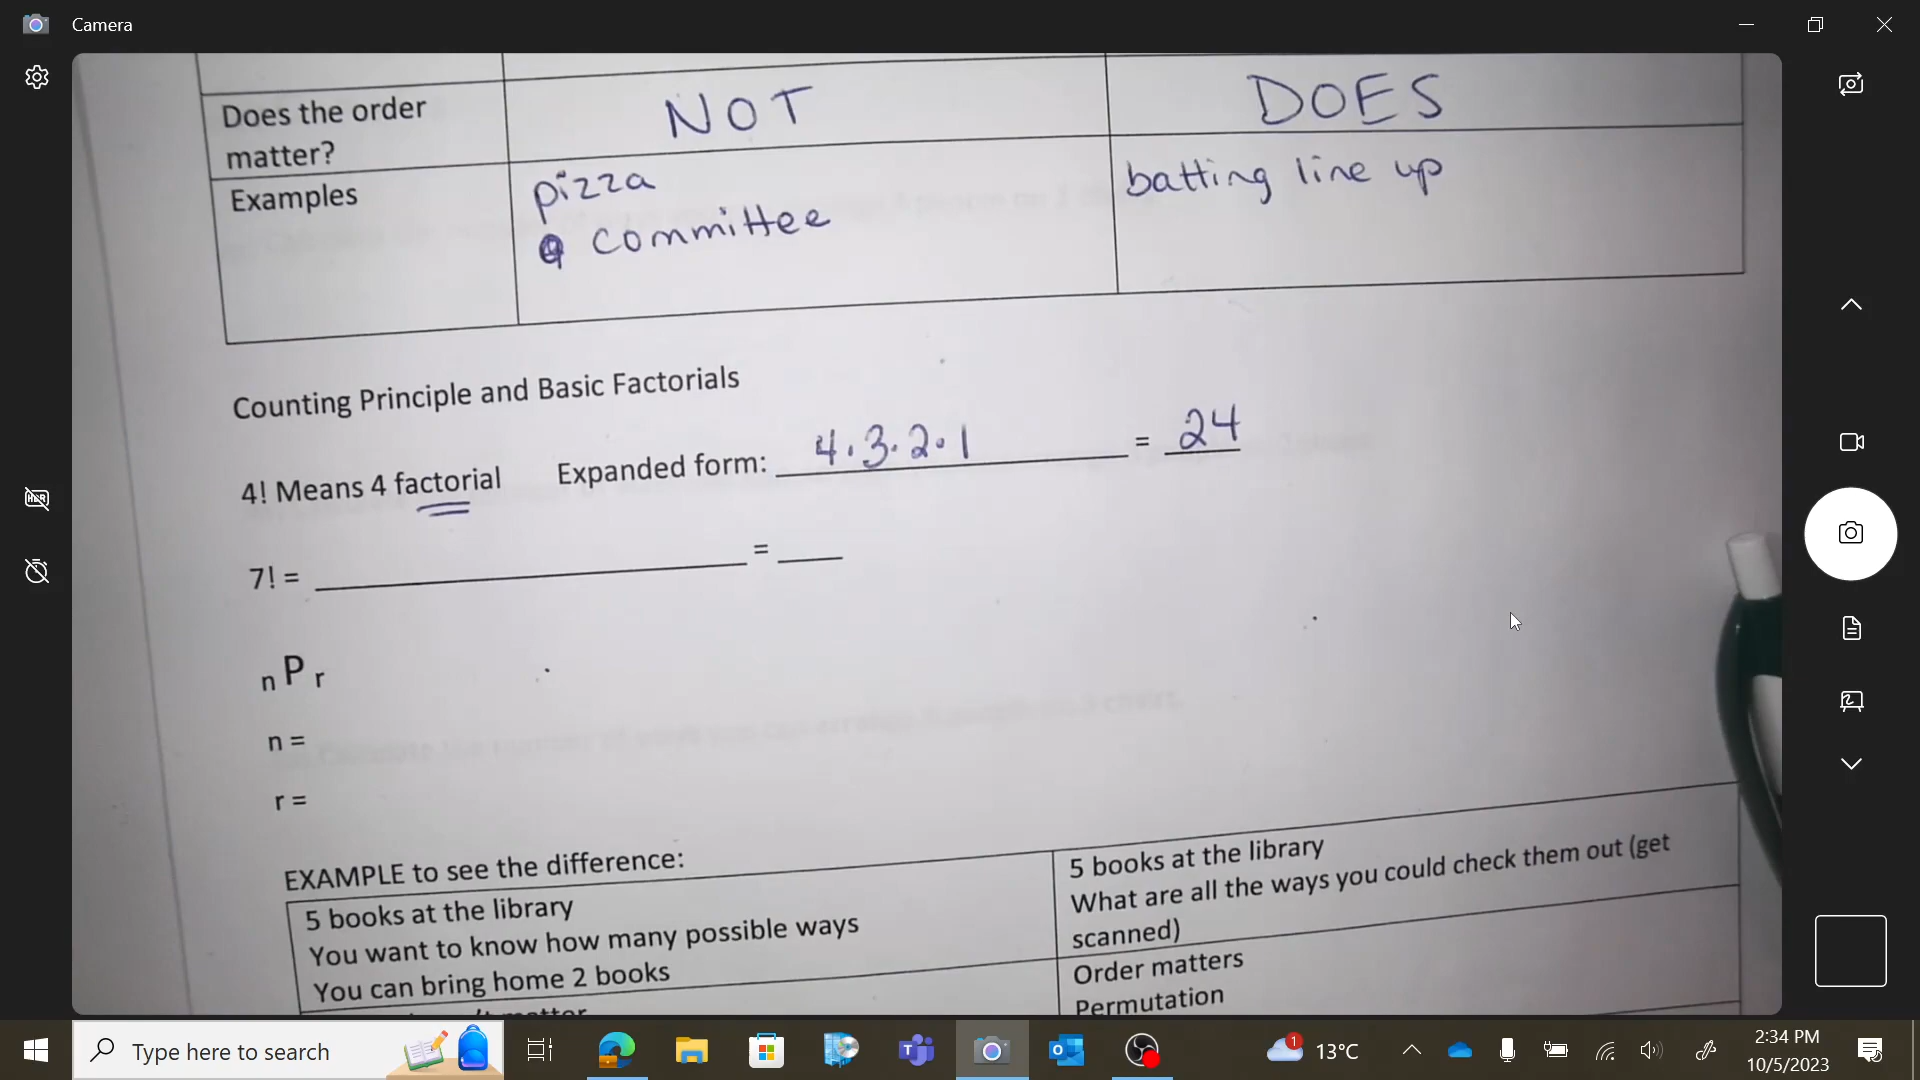 Camera
Does the order
matter?
NOT
DOES
Examples
pizza
committee
batting line up
Counting Principle and Basic Factorials
4! Means 4 factorial Expanded form: 4·3·2·1 = 24
7! = ____ = ____
n P r
n =
r =
EXAMPLE to see the difference:
5 books at the library
You want to know how many possible ways
You can bring home 2 books
5 books at the library
What are all the ways you could check them out (get
scanned)
Order matters
Permutation
Type here to search
1
13°C
2:34 PM
10/5/2023